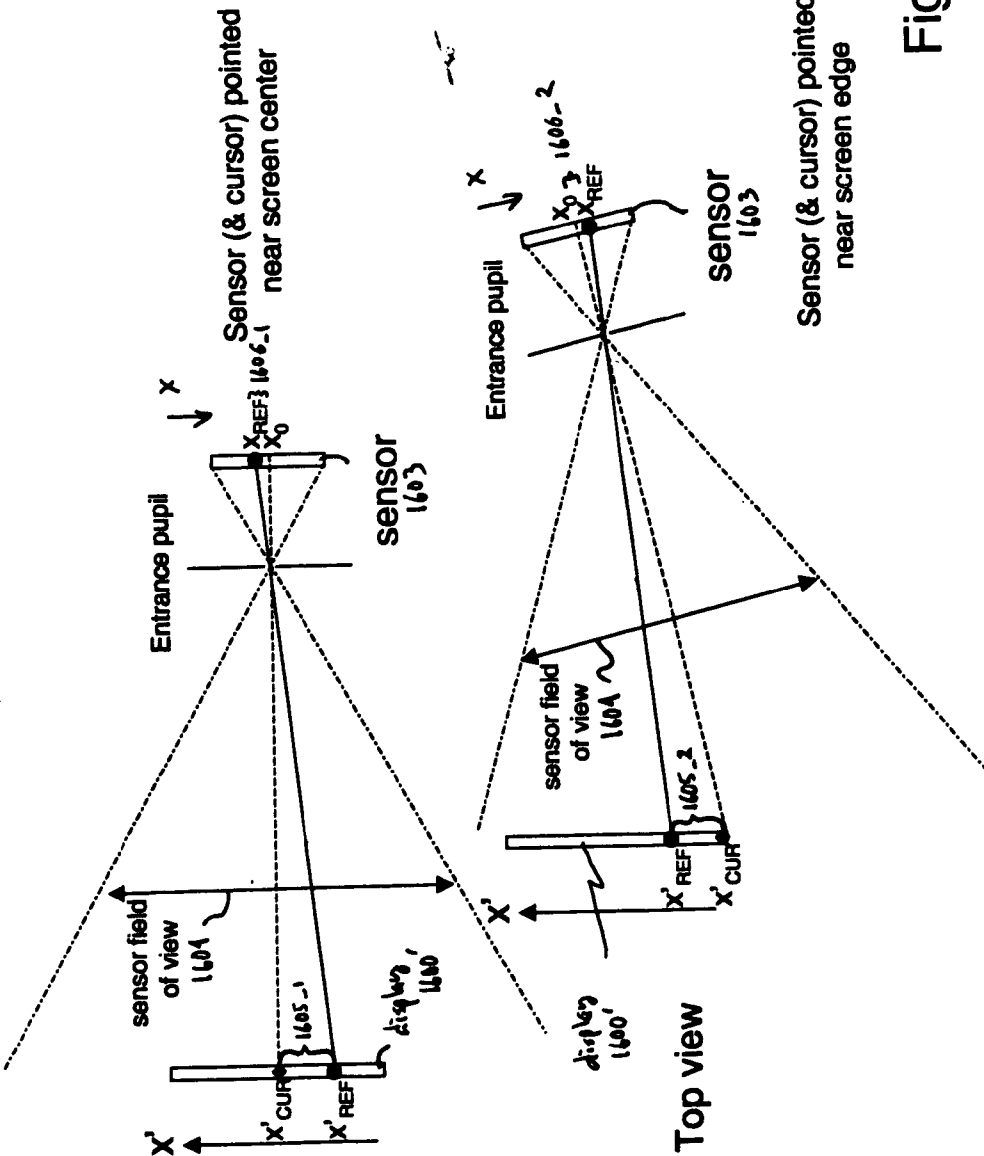 Sensor (& cursor) pointed
near screen center
x
X_REF } 1606_1
X_0
Entrance pupil
sensor
1603
sensor field
of view
1604
1605_1
display
1600'
X'
X'_CUR
X'_REF
x
X_0 } 1606_2
X_REF
Entrance pupil
sensor
1603
Sensor (& cursor) pointed
near screen edge
sensor field
of view
1604
1605_2
X'
X'_REF
X'_CUR
display
1600'
Top view
Fig